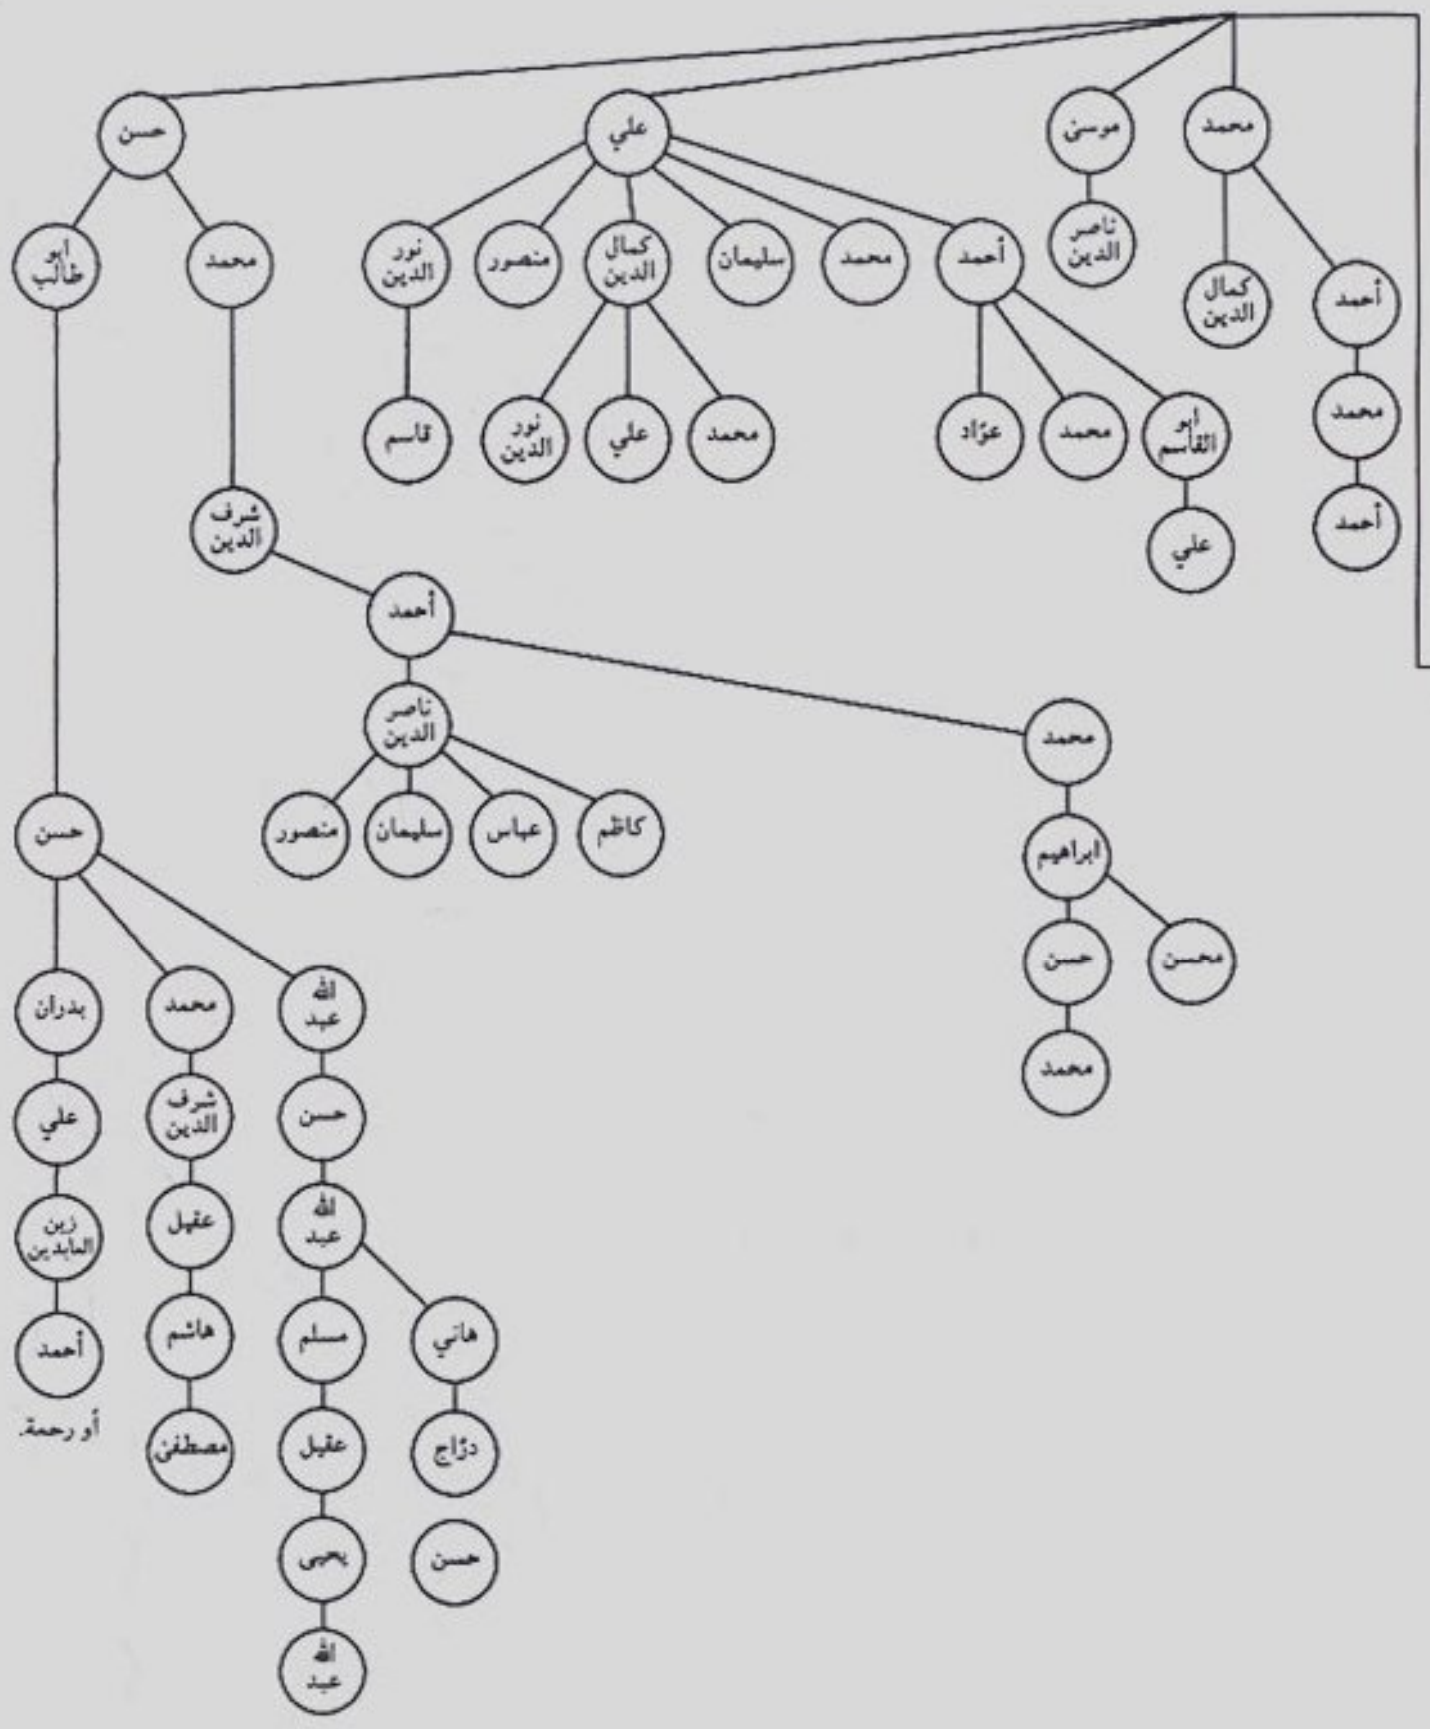 محمد
موسىٰ
علي
حسن
ناصر
الدين
أحمد
محمد
سليمان
كمال
الدين
منصور
نور
الدين
محمد
أبو
طالب
أحمد
كمال
الدين
محمد
أبو
القاسم
محمد
عرّاد
محمد
علي
نور
الدين
قاسم
أحمد
علي
شرف
الدين
أحمد
محمد
ناصر
الدين
كاظم
عباس
سليمان
منصور
حسن
ابراهيم
محسن
حسن
محمد
الله
عبد
محمد
بدران
حسن
شرف
الدين
علي
الله
عبد
عقيل
زين
العابدين
هاني
مسلم
هاشم
أحمد
أو رحمة.
درّاج
عقيل
مصطفىٰ
حسن
يحيى
الله
عبد